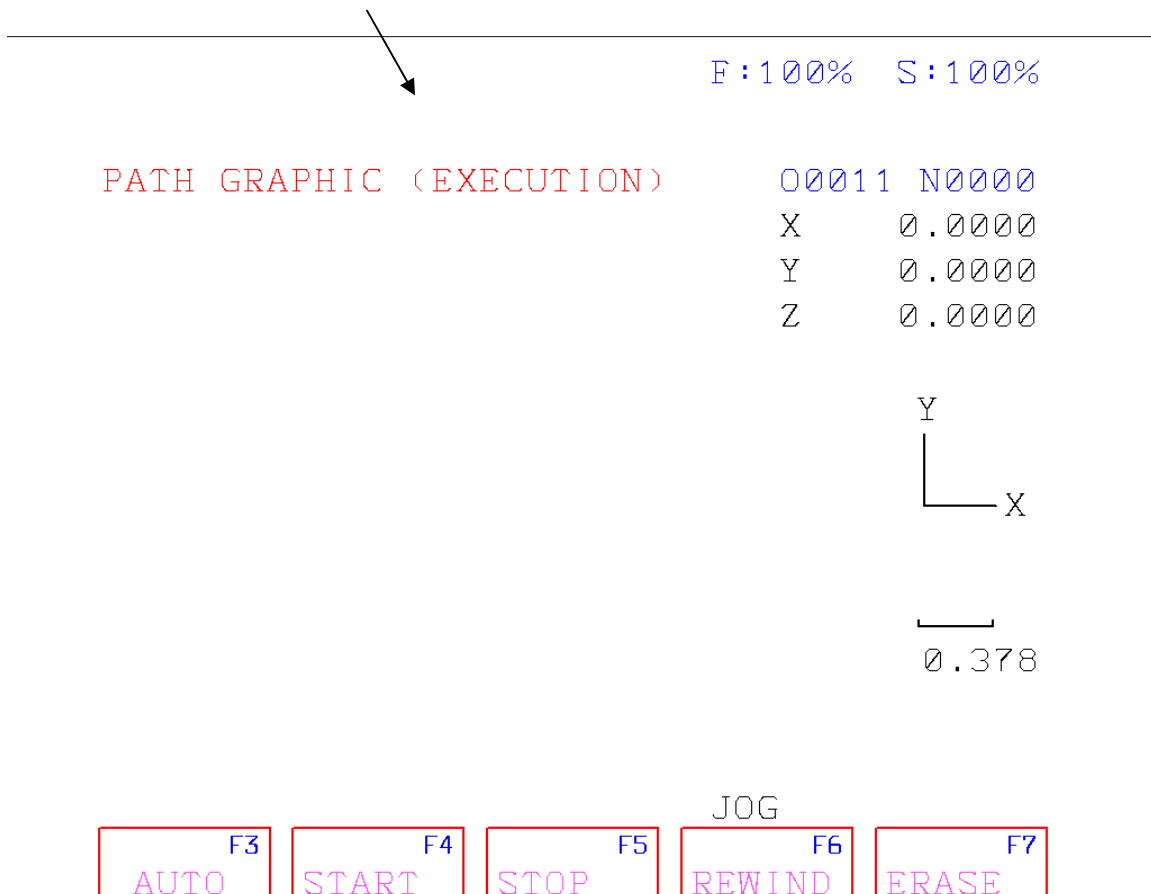 F:100% S:100%
PATH GRAPHIC (EXECUTION) O0011 N0000
X 0.0000
Y 0.0000
Z 0.0000
Y
X
0.378
JOG
F3 F4 F5 F6 F7
AUTO START STOP REWIND ERASE